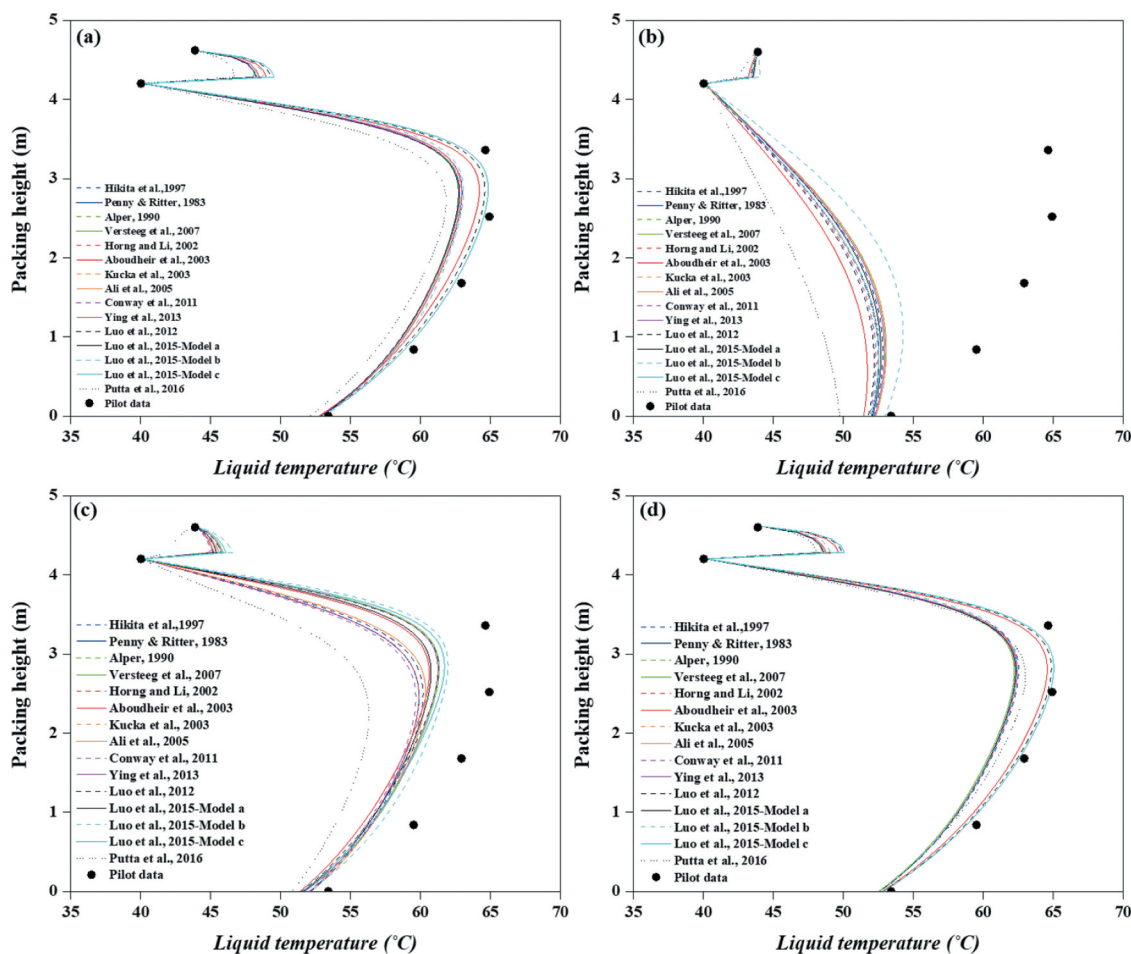 (a)
5
4
3
2
1
0
Packing height (m)
Hikita et al.,1997
Penny & Ritter, 1983
Alper, 1990
Versteeg et al., 2007
Horng and Li, 2002
Aboudheir et al., 2003
Kucka et al., 2003
Ali et al., 2005
Conway et al., 2011
Ying et al., 2013
Luo et al., 2012
Luo et al., 2015-Model a
Luo et al., 2015-Model b
Luo et al., 2015-Model c
Putta et al., 2016
Pilot data
35 40 45 50 55 60 65 70
Liquid temperature (°C)
(b)
5
4
3
2
1
0
Packing height (m)
Hikita et al.,1997
Penny & Ritter, 1983
Alper, 1990
Versteeg et al., 2007
Horng and Li, 2002
Aboudheir et al., 2003
Kucka et al., 2003
Ali et al., 2005
Conway et al., 2011
Ying et al., 2013
Luo et al., 2012
Luo et al., 2015-Model a
Luo et al., 2015-Model b
Luo et al., 2015-Model c
Putta et al., 2016
Pilot data
35 40 45 50 55 60 65 70
Liquid temperature (°C)
(c)
5
4
3
2
1
0
Packing height (m)
Hikita et al.,1997
Penny & Ritter, 1983
Alper, 1990
Versteeg et al., 2007
Horng and Li, 2002
Aboudheir et al., 2003
Kucka et al., 2003
Ali et al., 2005
Conway et al., 2011
Ying et al., 2013
Luo et al., 2012
Luo et al., 2015-Model a
Luo et al., 2015-Model b
Luo et al., 2015-Model c
Putta et al., 2016
Pilot data
35 40 45 50 55 60 65 70
Liquid temperature (°C)
(d)
5
4
3
2
1
0
Packing height (m)
Hikita et al.,1997
Penny & Ritter, 1983
Alper, 1990
Versteeg et al., 2007
Horng and Li, 2002
Aboudheir et al., 2003
Kucka et al., 2003
Ali et al., 2005
Conway et al., 2011
Ying et al., 2013
Luo et al., 2012
Luo et al., 2015-Model a
Luo et al., 2015-Model b
Luo et al., 2015-Model c
Putta et al., 2016
Pilot data
35 40 45 50 55 60 65 70
Liquid temperature (°C)